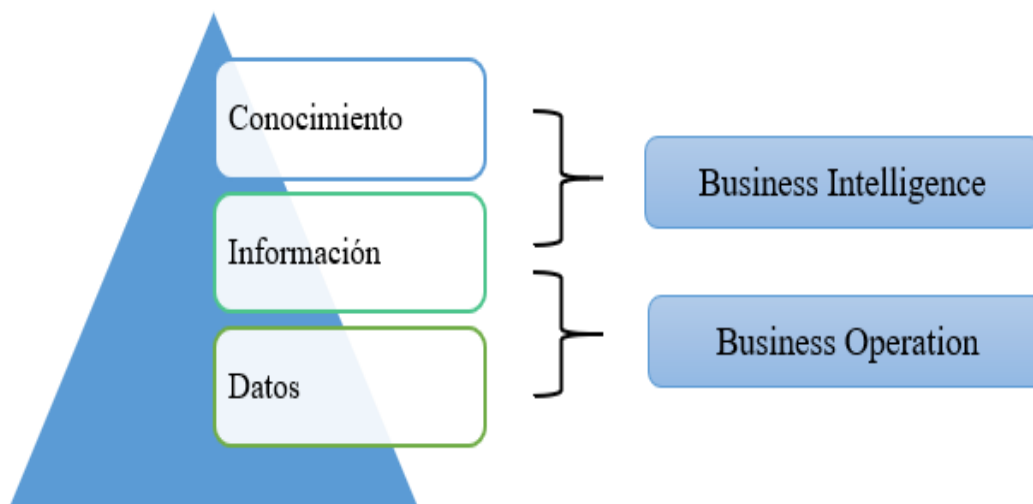 Conocimiento
Información
Datos
Business Intelligence
Business Operation